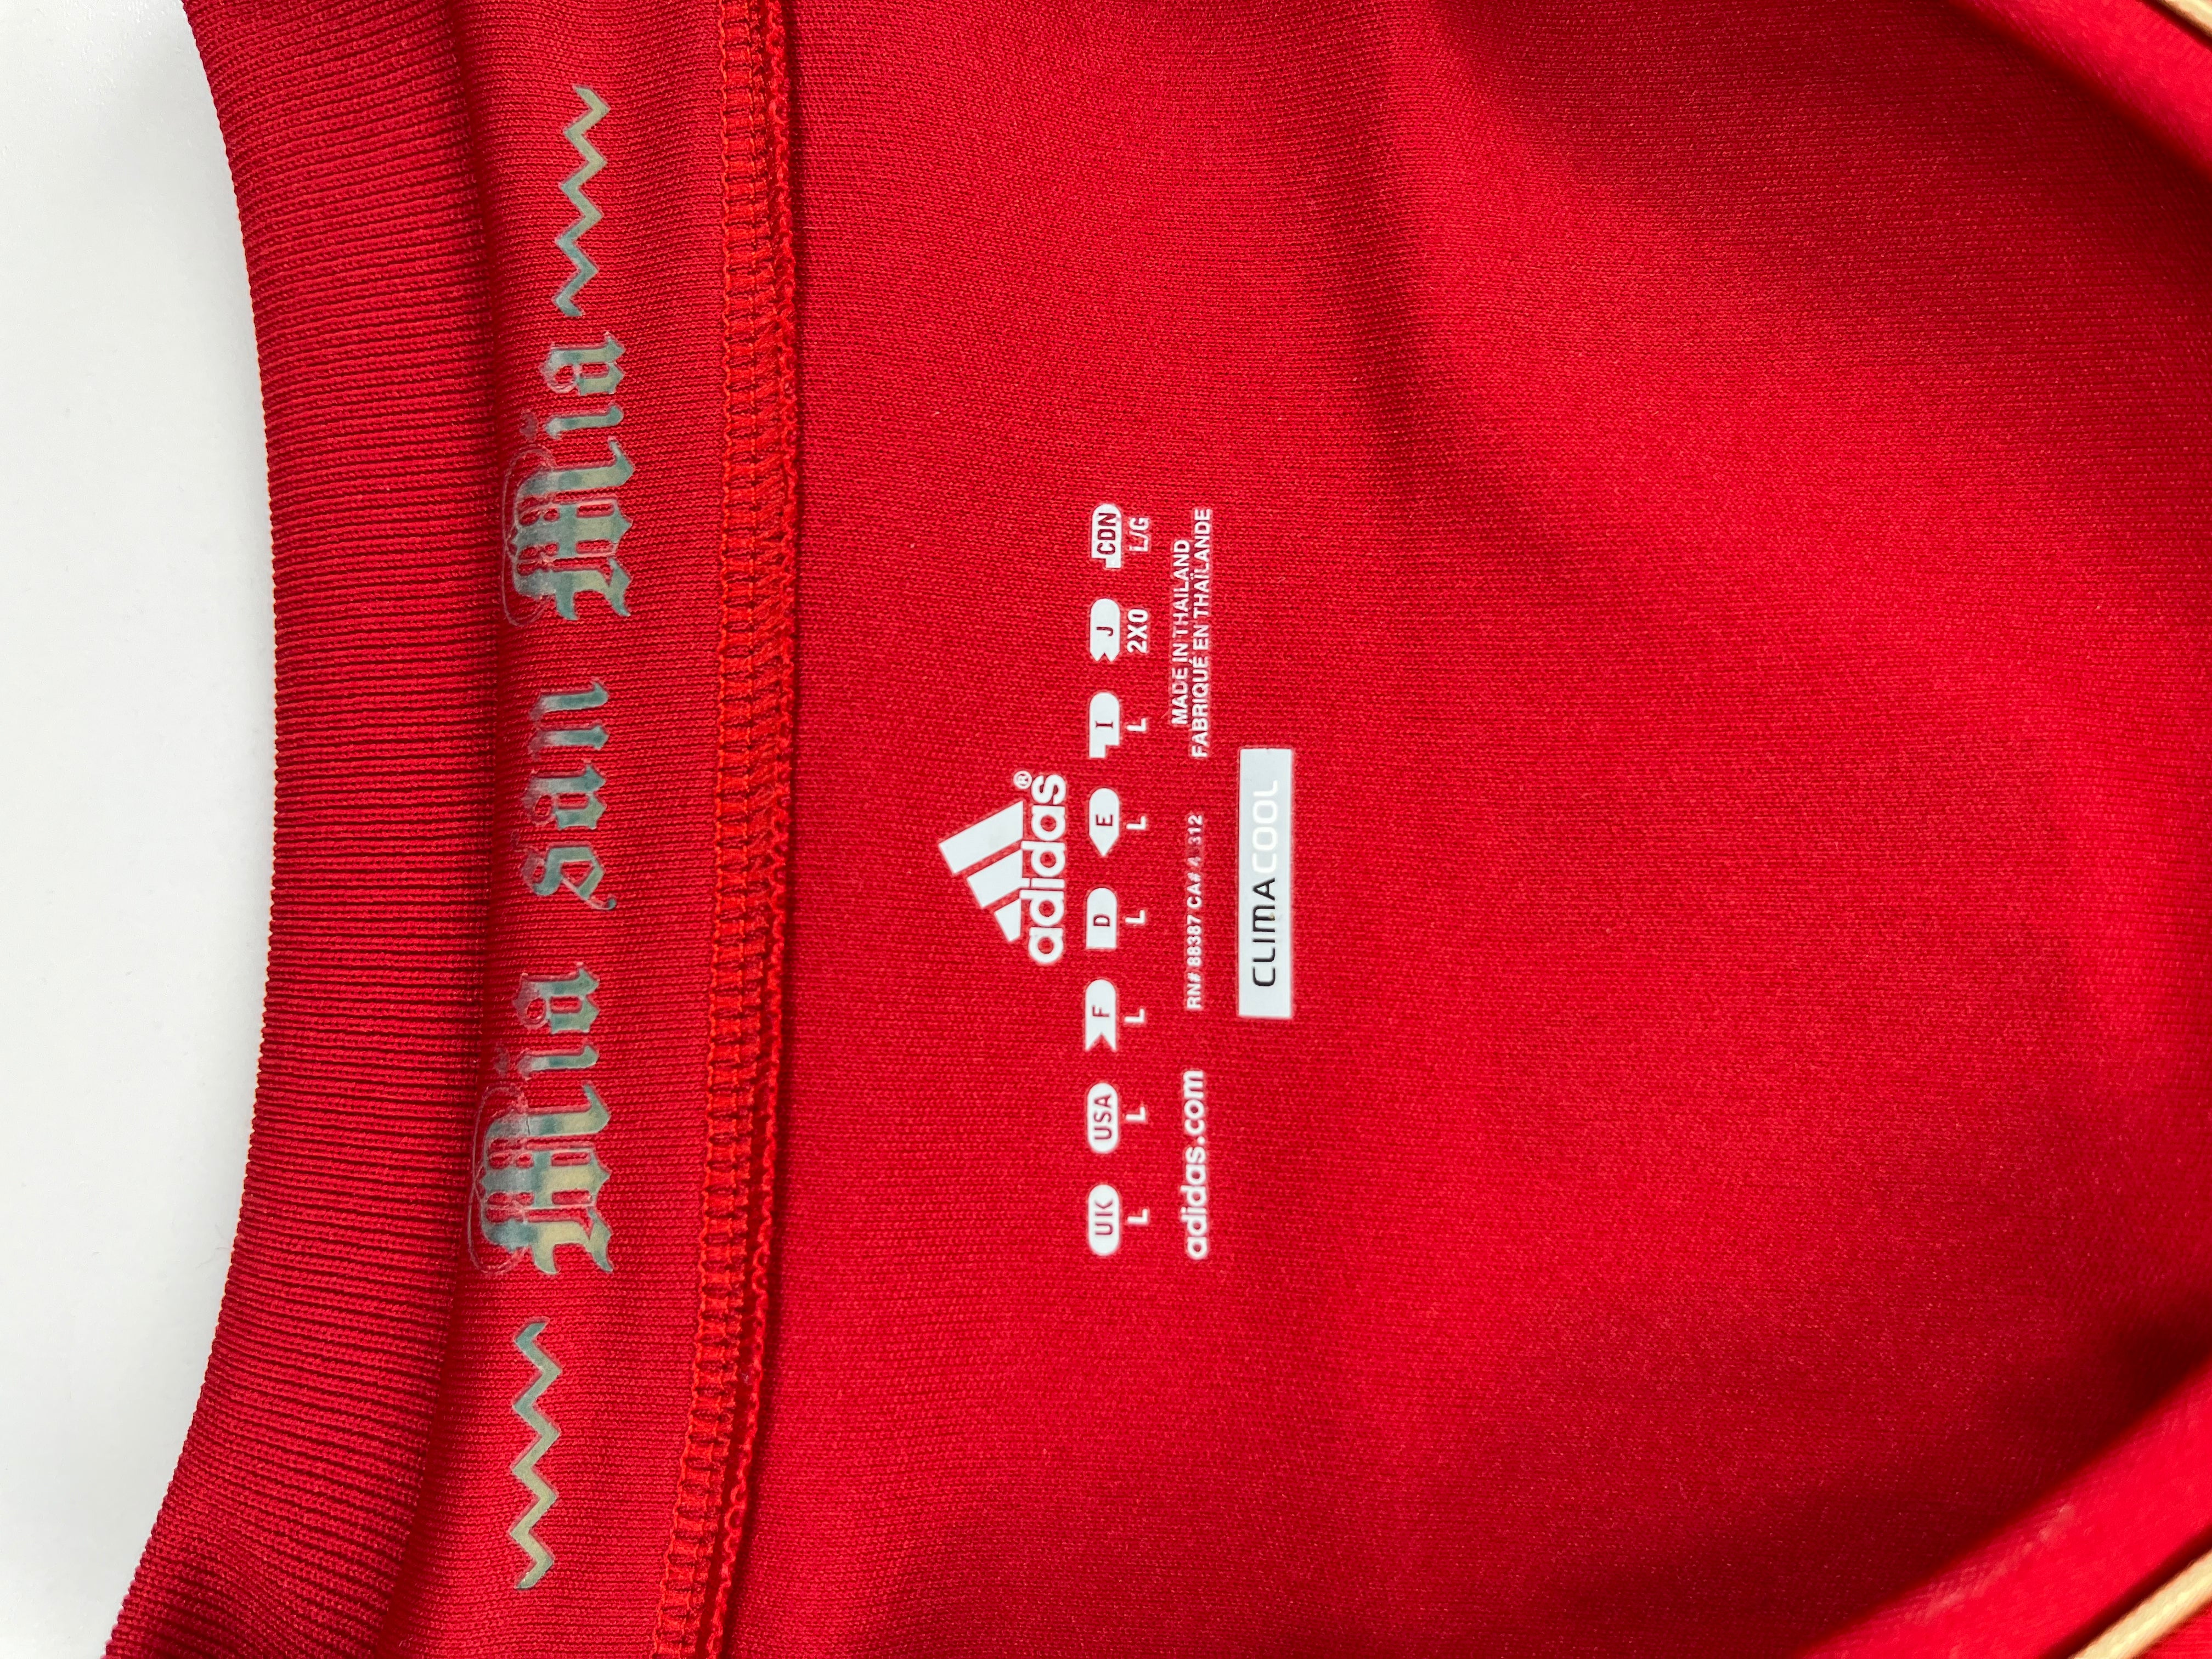 Mia san Mia
adidas®
UK USA F D E I J CDN
L L L L L L 2XO L/G
adidas.com RN# 88387 CA# 312 MADE IN THAILAND
FABRIQUÉ EN THAÏLANDE
CLIMACOOL